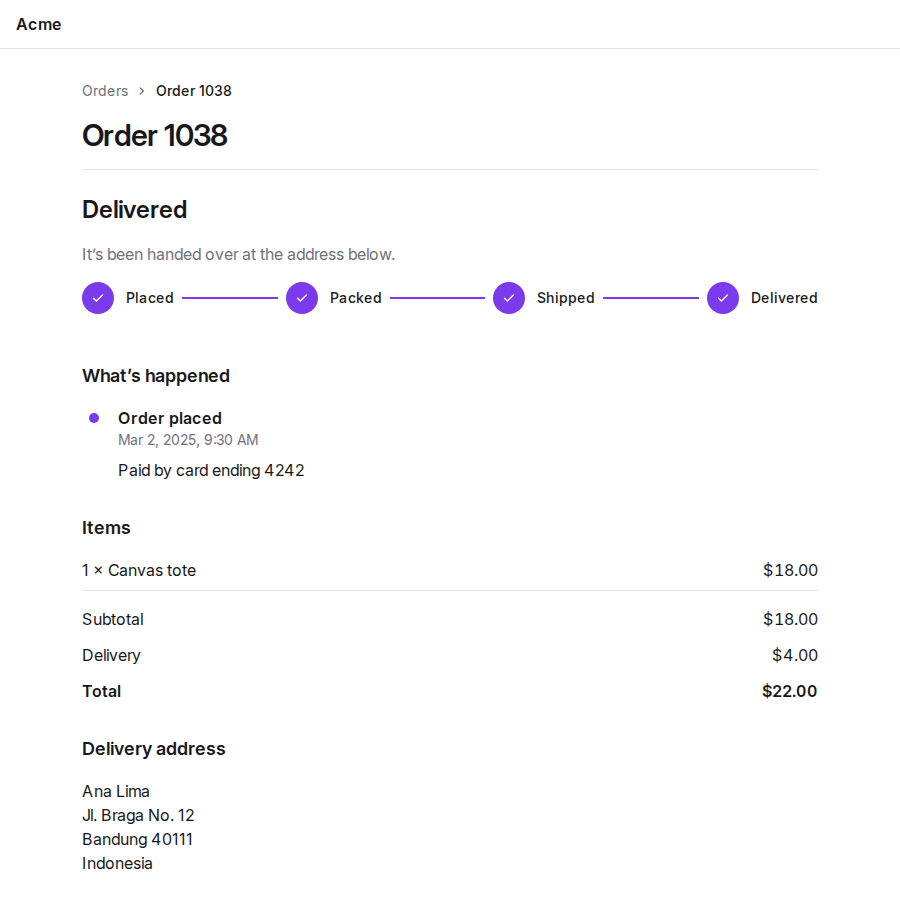 Acme
Orders > Order 1038
Order 1038
Delivered
It’s been handed over at the address below.
Placed Packed Shipped Delivered
What’s happened
Order placed
Mar 2, 2025, 9:30 AM
Paid by card ending 4242
Items
1 × Canvas tote $18.00
Subtotal $18.00
Delivery $4.00
Total $22.00
Delivery address
Ana Lima
Jl. Braga No. 12
Bandung 40111
Indonesia